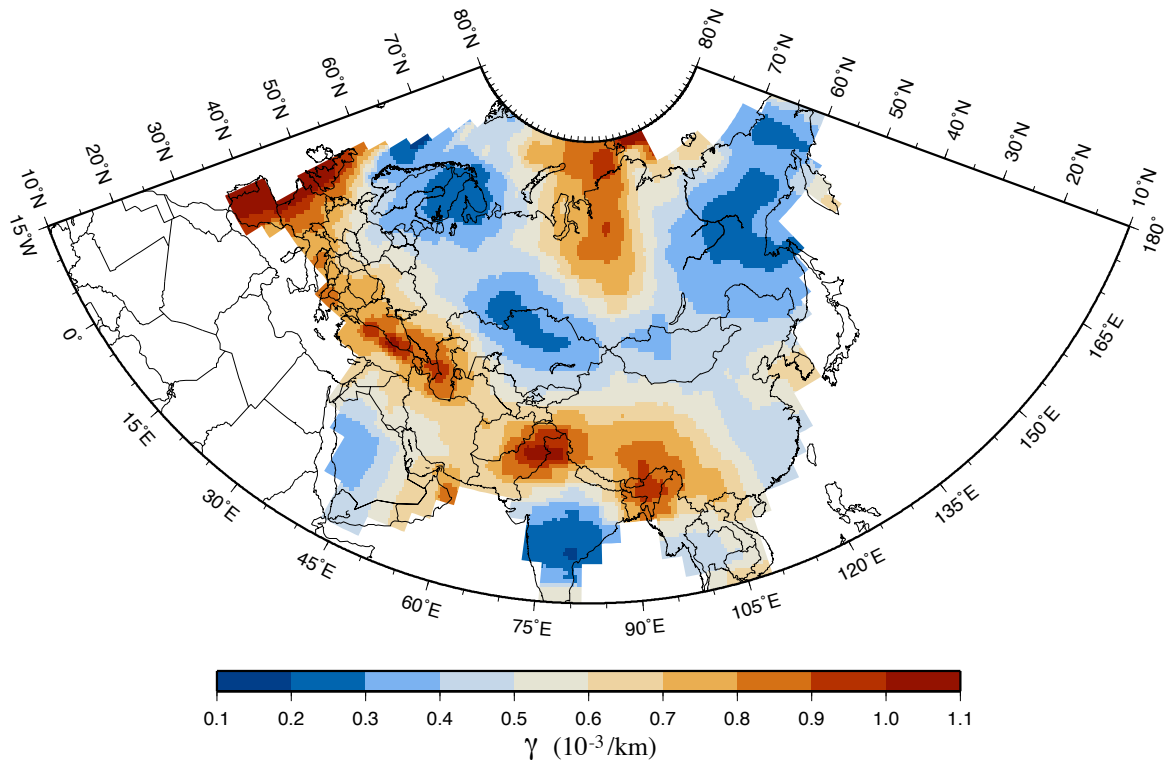 80°N 80°N
70°N 70°N
60°N 60°N
50°N 50°N
40°N 40°N
30°N 30°N
20°N 20°N
10°N 10°N
15°W 180°
0° 165°E
15°E 150°E
30°E 135°E
45°E 120°E
60°E 105°E
75°E 90°E
0.1 0.2 0.3 0.4 0.5 0.6 0.7 0.8 0.9 1.0 1.1
γ (10⁻³/km)